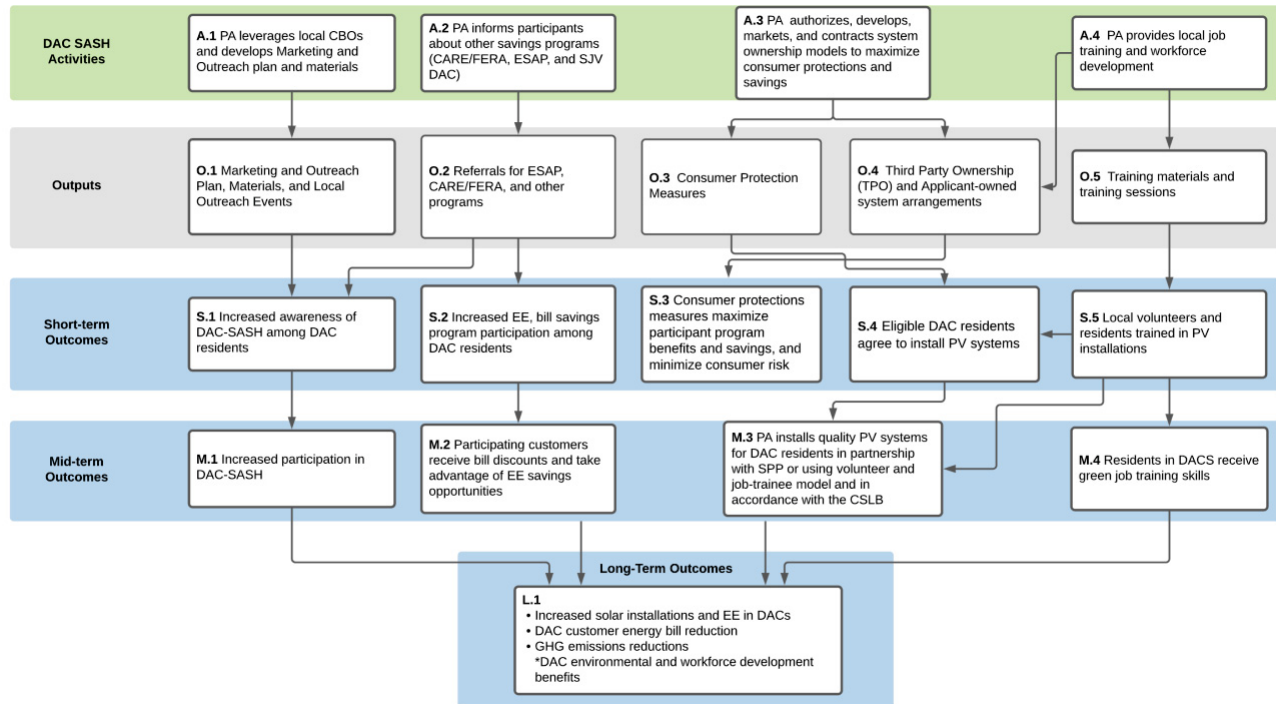 DAC SASH
Activities
A.1 PA leverages local CBOs
and develops Marketing and
Outreach plan and materials
A.2 PA informs participants
about other savings programs
(CARE/FERA, ESAP, and SJV
DAC)
A.3 PA authorizes, develops,
markets, and contracts system
ownership models to maximize
consumer protections and
savings
A.4 PA provides local job
training and workforce
development
Outputs
O.1 Marketing and Outreach
Plan, Materials, and Local
Outreach Events
O.2 Referrals for ESAP,
CARE/FERA, and other
programs
O.3 Consumer Protection
Measures
O.4 Third Party Ownership
(TPO) and Applicant-owned
system arrangements
O.5 Training materials and
training sessions
Short-term
Outcomes
S.1 Increased awareness of
DAC-SASH among DAC
residents
S.2 Increased EE, bill savings
program participation among
DAC residents
S.3 Consumer protections
measures maximize
participant program
benefits and savings, and
minimize consumer risk
S.4 Eligible DAC residents
agree to install PV systems
S.5 Local volunteers and
residents trained in PV
installations
Mid-term
Outcomes
M.1 Increased participation in
DAC-SASH
M.2 Participating customers
receive bill discounts and take
advantage of EE savings
opportunities
M.3 PA installs quality PV systems
for DAC residents in partnership
with SPP or using volunteer and
job-trainee model and in
accordance with the CSLB
M.4 Residents in DACS receive
green job training skills
Long-Term Outcomes
L.1
• Increased solar installations and EE in DACs
• DAC customer energy bill reduction
• GHG emissions reductions
*DAC environmental and workforce development
benefits